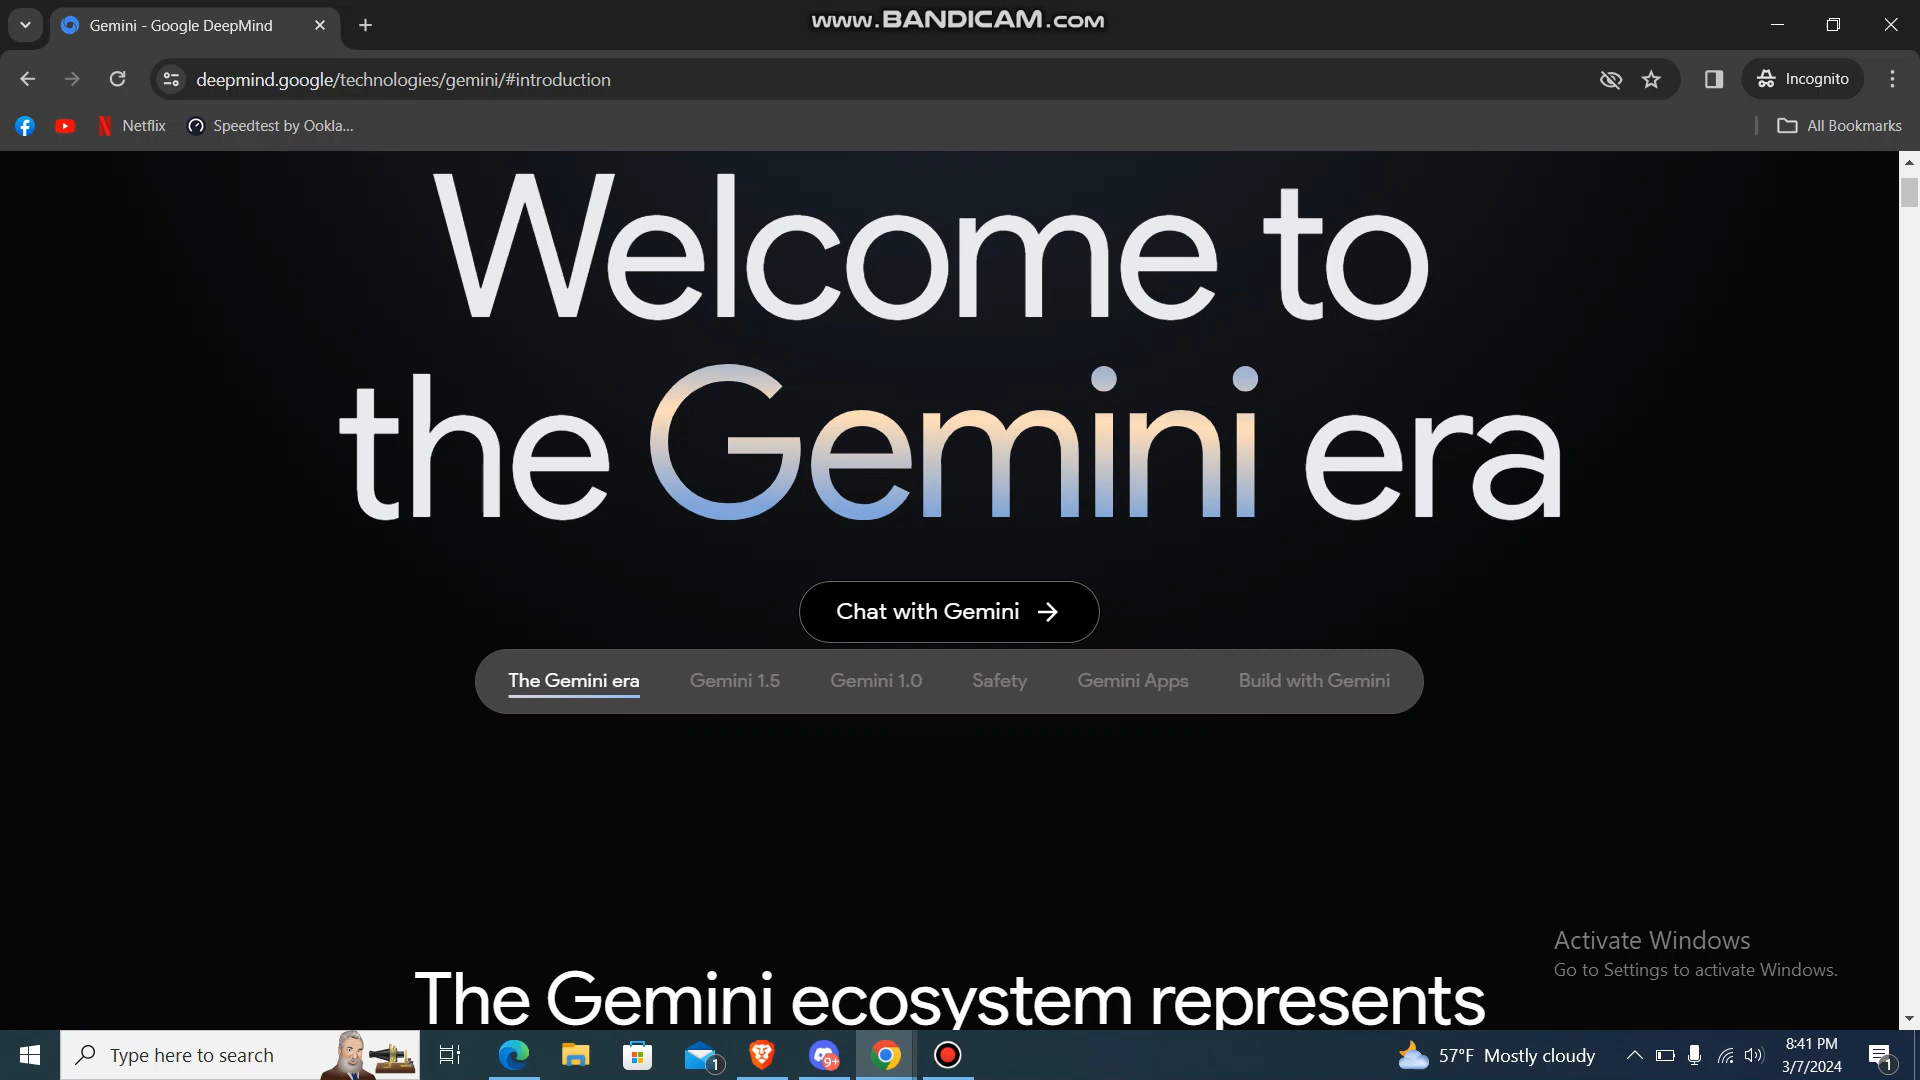 Gemini - Google DeepMind
www.BANDICAM.com
deepmind.google/technologies/gemini/#introduction
Incognito
Netflix
Speedtest by Ookla...
All Bookmarks
Welcome to
the Gemini era
Chat with Gemini
The Gemini era
Gemini 1.5
Gemini 1.0
Safety
Gemini Apps
Build with Gemini
Activate Windows
Go to Settings to activate Windows.
The Gemini ecosystem represents
Type here to search
1
9+
57°F Mostly cloudy
8:41 PM
3/7/2024
1